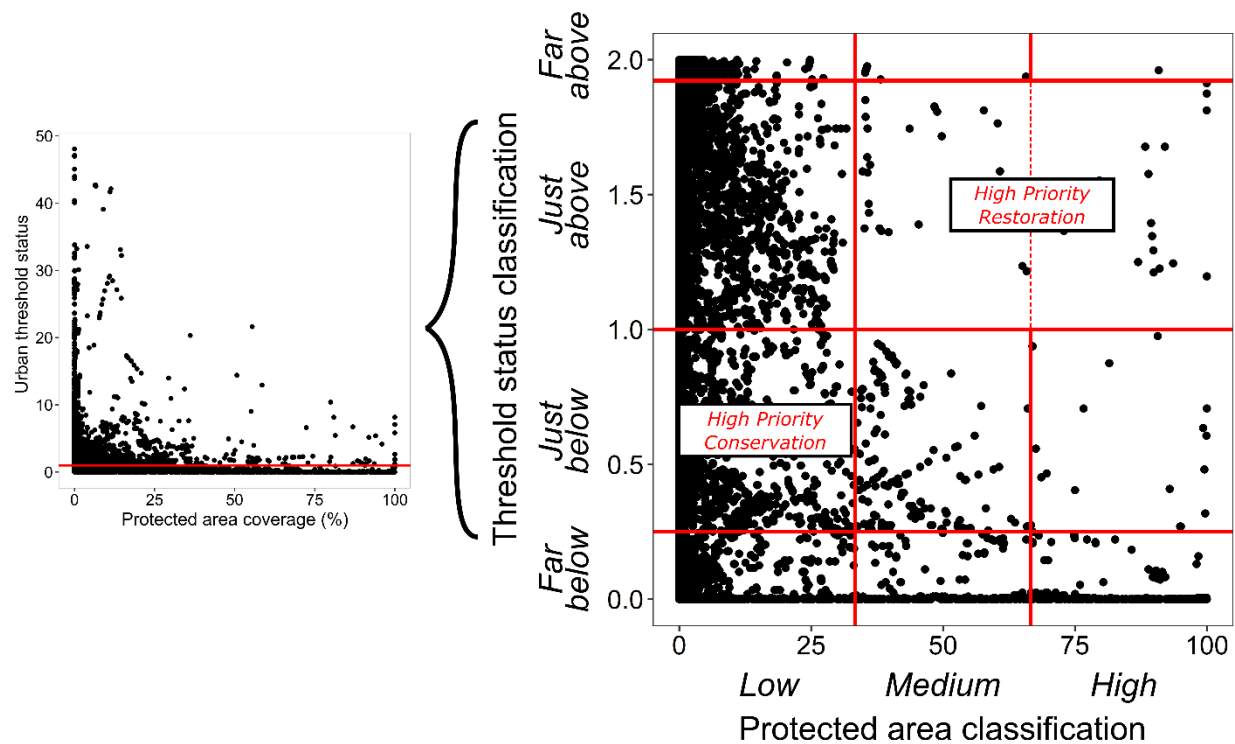 50
40
30
20
10
0
Urban threshold status
0
25
50
75
100
Protected area coverage (%)
Threshold status classification
Far
above
Just
above
Just
below
Far
below
2.0
1.5
1.0
0.5
0.0
High Priority
Restoration
High Priority
Conservation
0
25
50
75
100
Low
Medium
High
Protected area classification